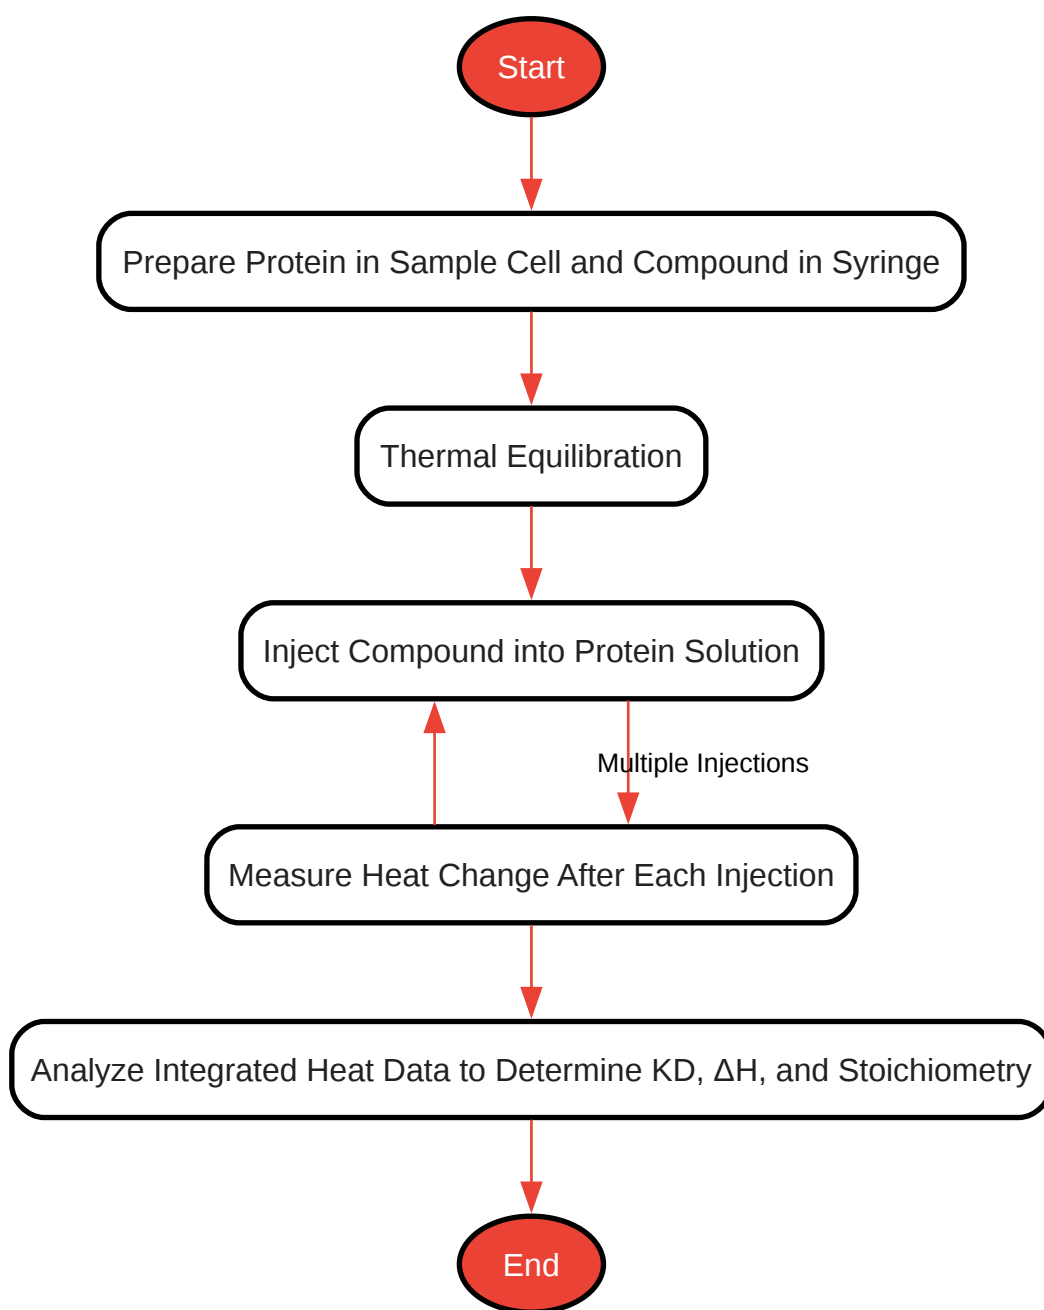 Start
Prepare Protein in Sample Cell and Compound in Syringe
Thermal Equilibration
Inject Compound into Protein Solution
Multiple Injections
Measure Heat Change After Each Injection
Analyze Integrated Heat Data to Determine KD, ΔH, and Stoichiometry
End